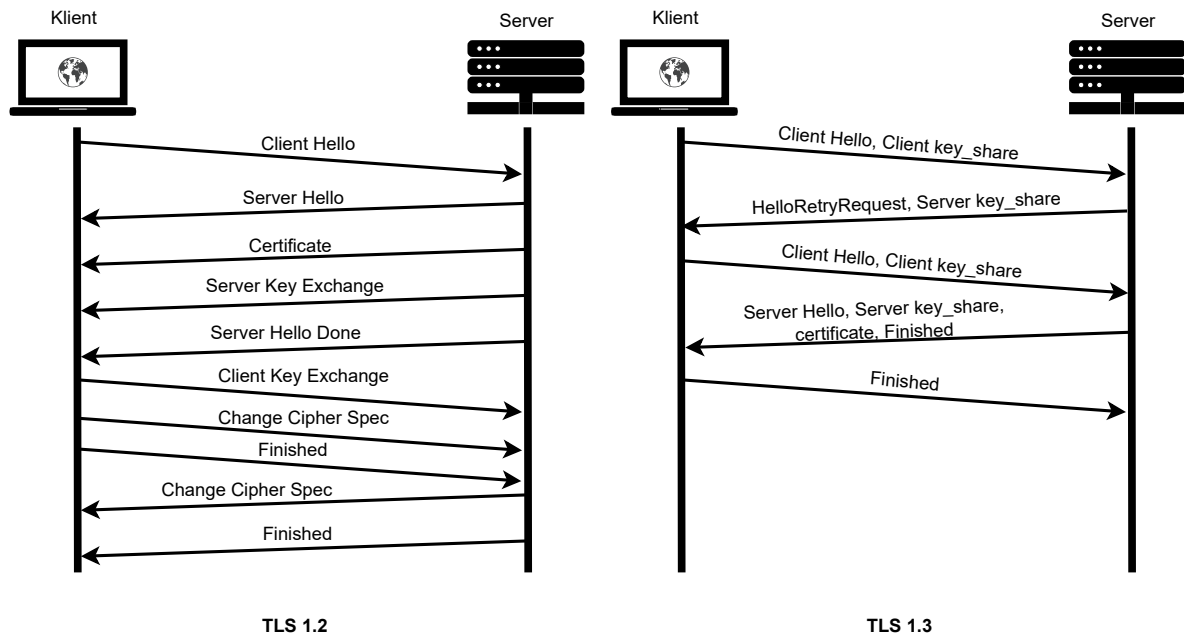 Klient
Server
Client Hello
Server Hello
Certificate
Server Key Exchange
Server Hello Done
Client Key Exchange
Change Cipher Spec
Finished
Change Cipher Spec
Finished
TLS 1.2
Klient
Server
Client Hello, Client key_share
HelloRetryRequest, Server key_share
Client Hello, Client key_share
Server Hello, Server key_share,
certificate, Finished
Finished
TLS 1.3